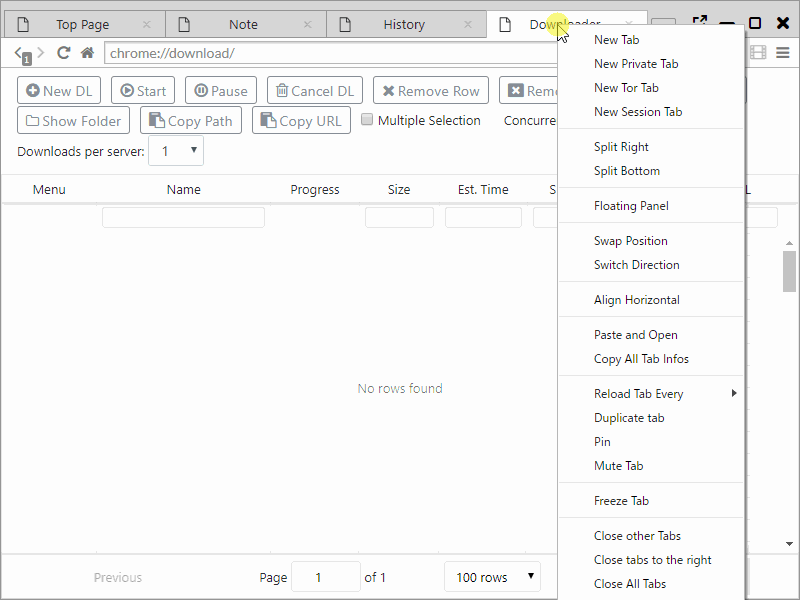 Top Page
Note
History
Downloader
1
chrome://download/
New DL
Start
Pause
Cancel DL
Remove Row
Show Folder
Copy Path
Copy URL
Multiple Selection
Downloads per server: 1
Menu Name Progress Size Est. Time
No rows found
Previous
Page 1 of 1
100 rows
New Tab
New Private Tab
New Tor Tab
New Session Tab
Split Right
Split Bottom
Floating Panel
Swap Position
Switch Direction
Align Horizontal
Paste and Open
Copy All Tab Infos
Reload Tab Every
Duplicate tab
Pin
Mute Tab
Freeze Tab
Close other Tabs
Close tabs to the right
Close All Tabs